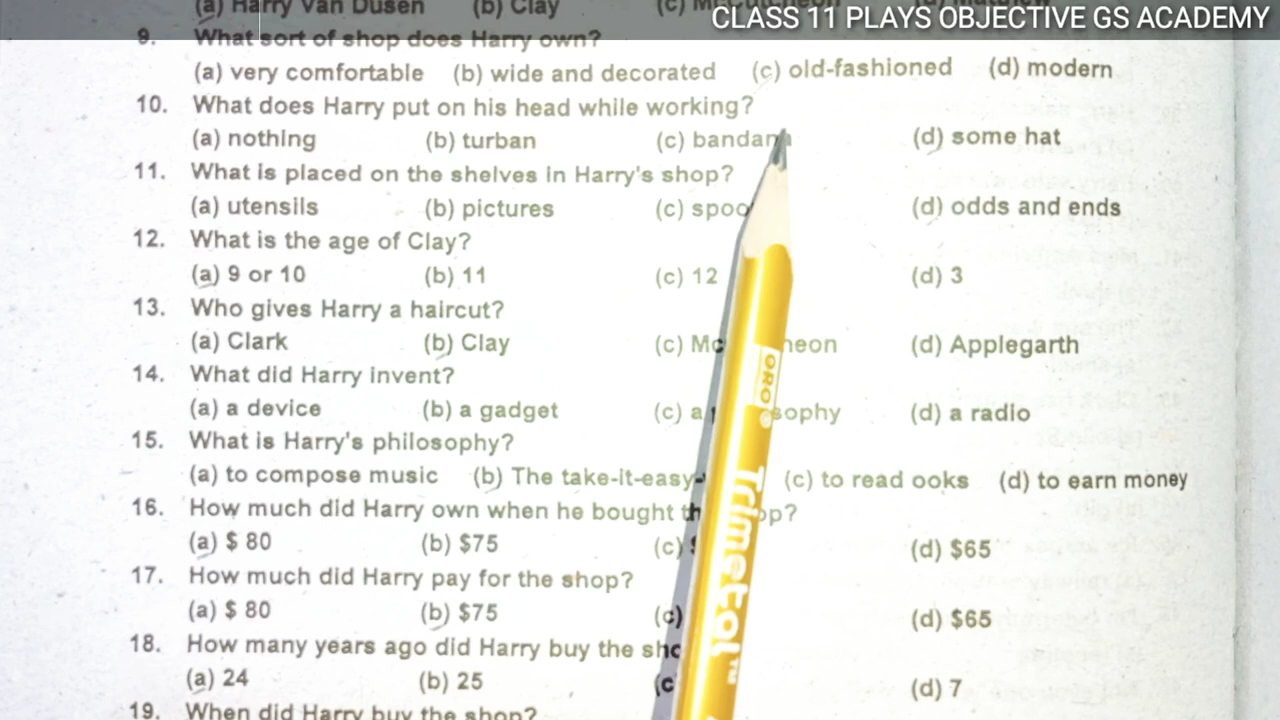 CLASS 11 PLAYS OBJECTIVE GS ACADEMY
(a) Harry Van Dusen (b) Clay (c)
9. What sort of shop does Harry own?
(a) very comfortable (b) wide and decorated (c) old-fashioned (d) modern
10. What does Harry put on his head while working?
(a) nothing (b) turban (c) (d) some hat
11. What is placed on the shelves in Harry's shop?
(a) utensils (b) pictures (c) (d) odds and ends
12. What is the age of Clay?
(a) 9 or 10 (b) 11 (c) 12 (d) 3
13. Who gives Harry a haircut?
(a) Clark (b) Clay (c) (d) Applegarth
14. What did Harry invent?
(a) a device (b) a gadget (c) a (d) a radio
15. What is Harry's philosophy?
(a) to compose music (b) The take-it-easy- (c) to read ooks (d) to earn money
16. How much did Harry own when he bought
(a) $ 80 (b) $75 (c) (d) $65
17. How much did Harry pay for the shop?
(a) $ 80 (b) $75 (c) (d) $65
18. How many years ago did Harry buy the
(a) 24 (b) 25 (d) 7
19. When did Harry buy the shop?
ORO
Trimetal TM